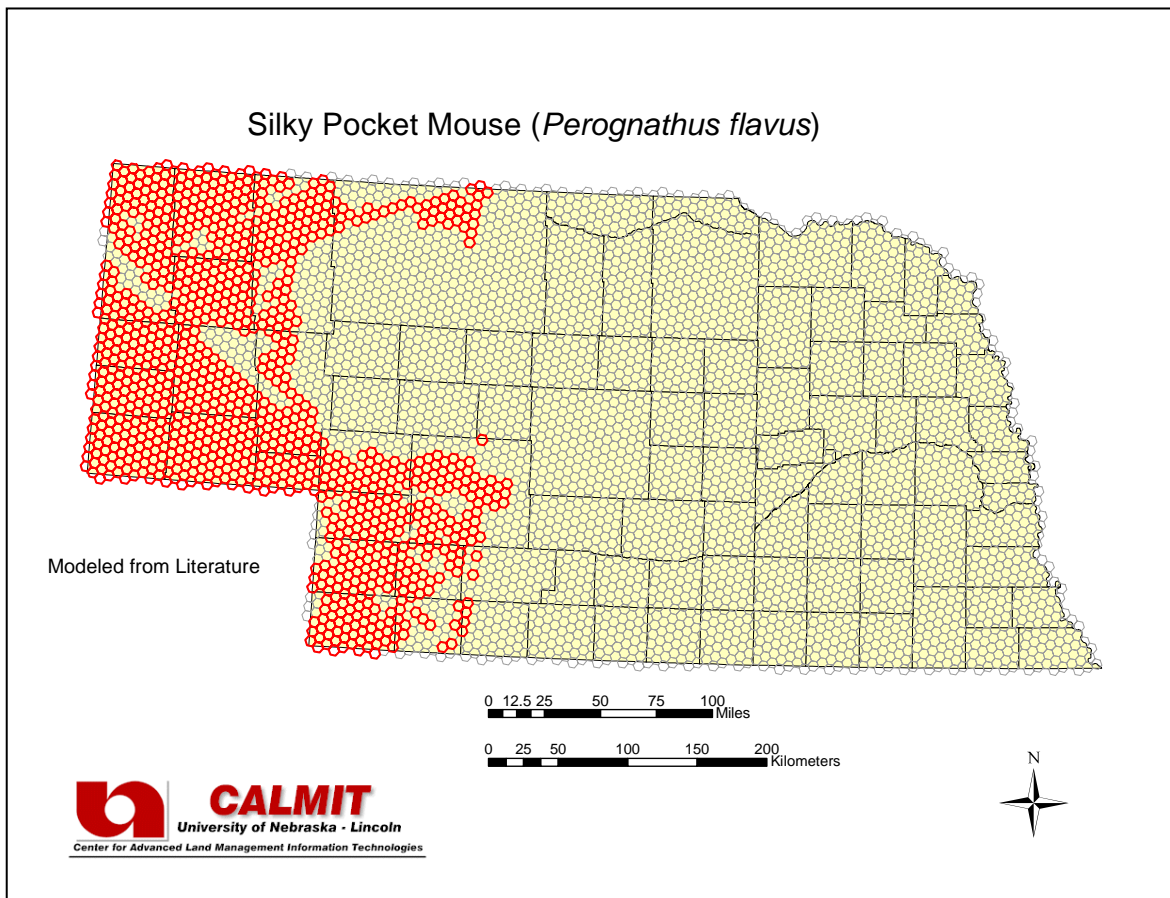 Silky Pocket Mouse (Perognathus flavus)
Modeled from Literature
0 12.5 25 50 75 100
Miles
0 25 50 100 150 200
Kilometers
N
CALMIT
University of Nebraska - Lincoln
Center for Advanced Land Management Information Technologies